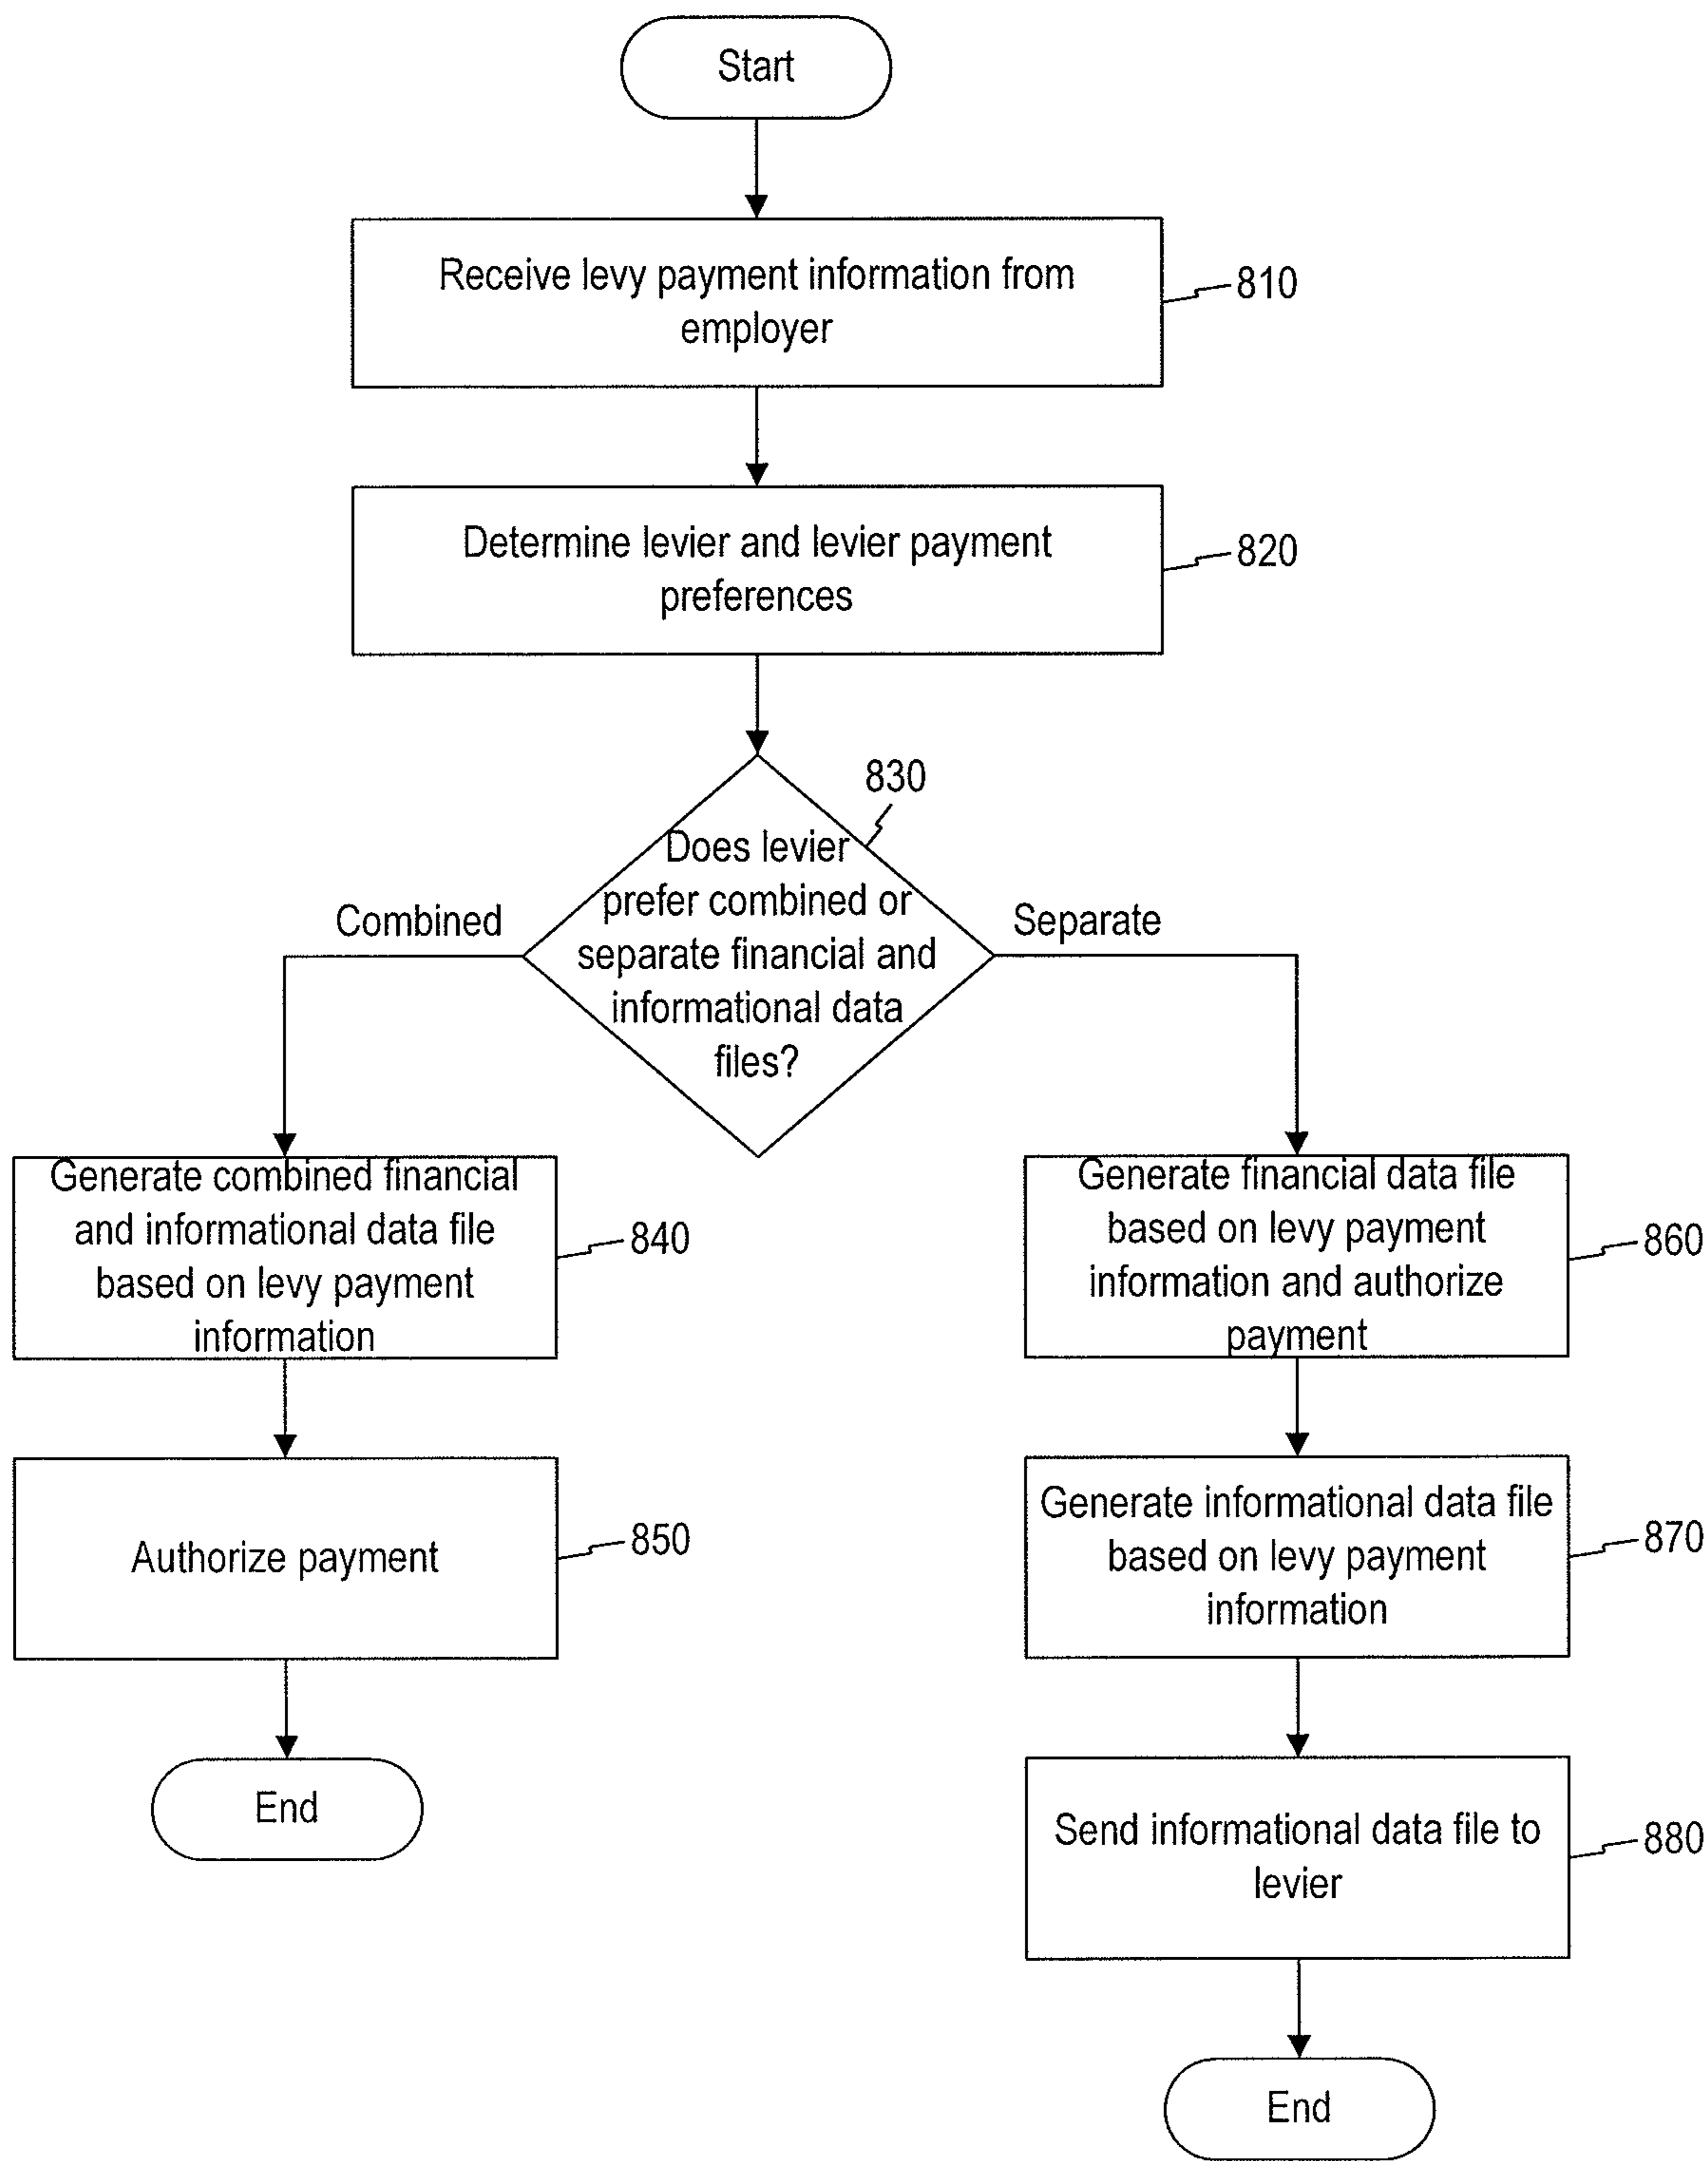 Start
Receive levy payment information from
employer
810
Determine levier and levier payment
preferences
820
830
Does levier
prefer combined or
separate financial and
informational data
files?
Combined
Separate
Generate combined financial
and informational data file
based on levy payment
information
840
Generate financial data file
based on levy payment
information and authorize
payment
860
Authorize payment
850
Generate informational data file
based on levy payment
information
870
End
Send informational data file to
levier
880
End